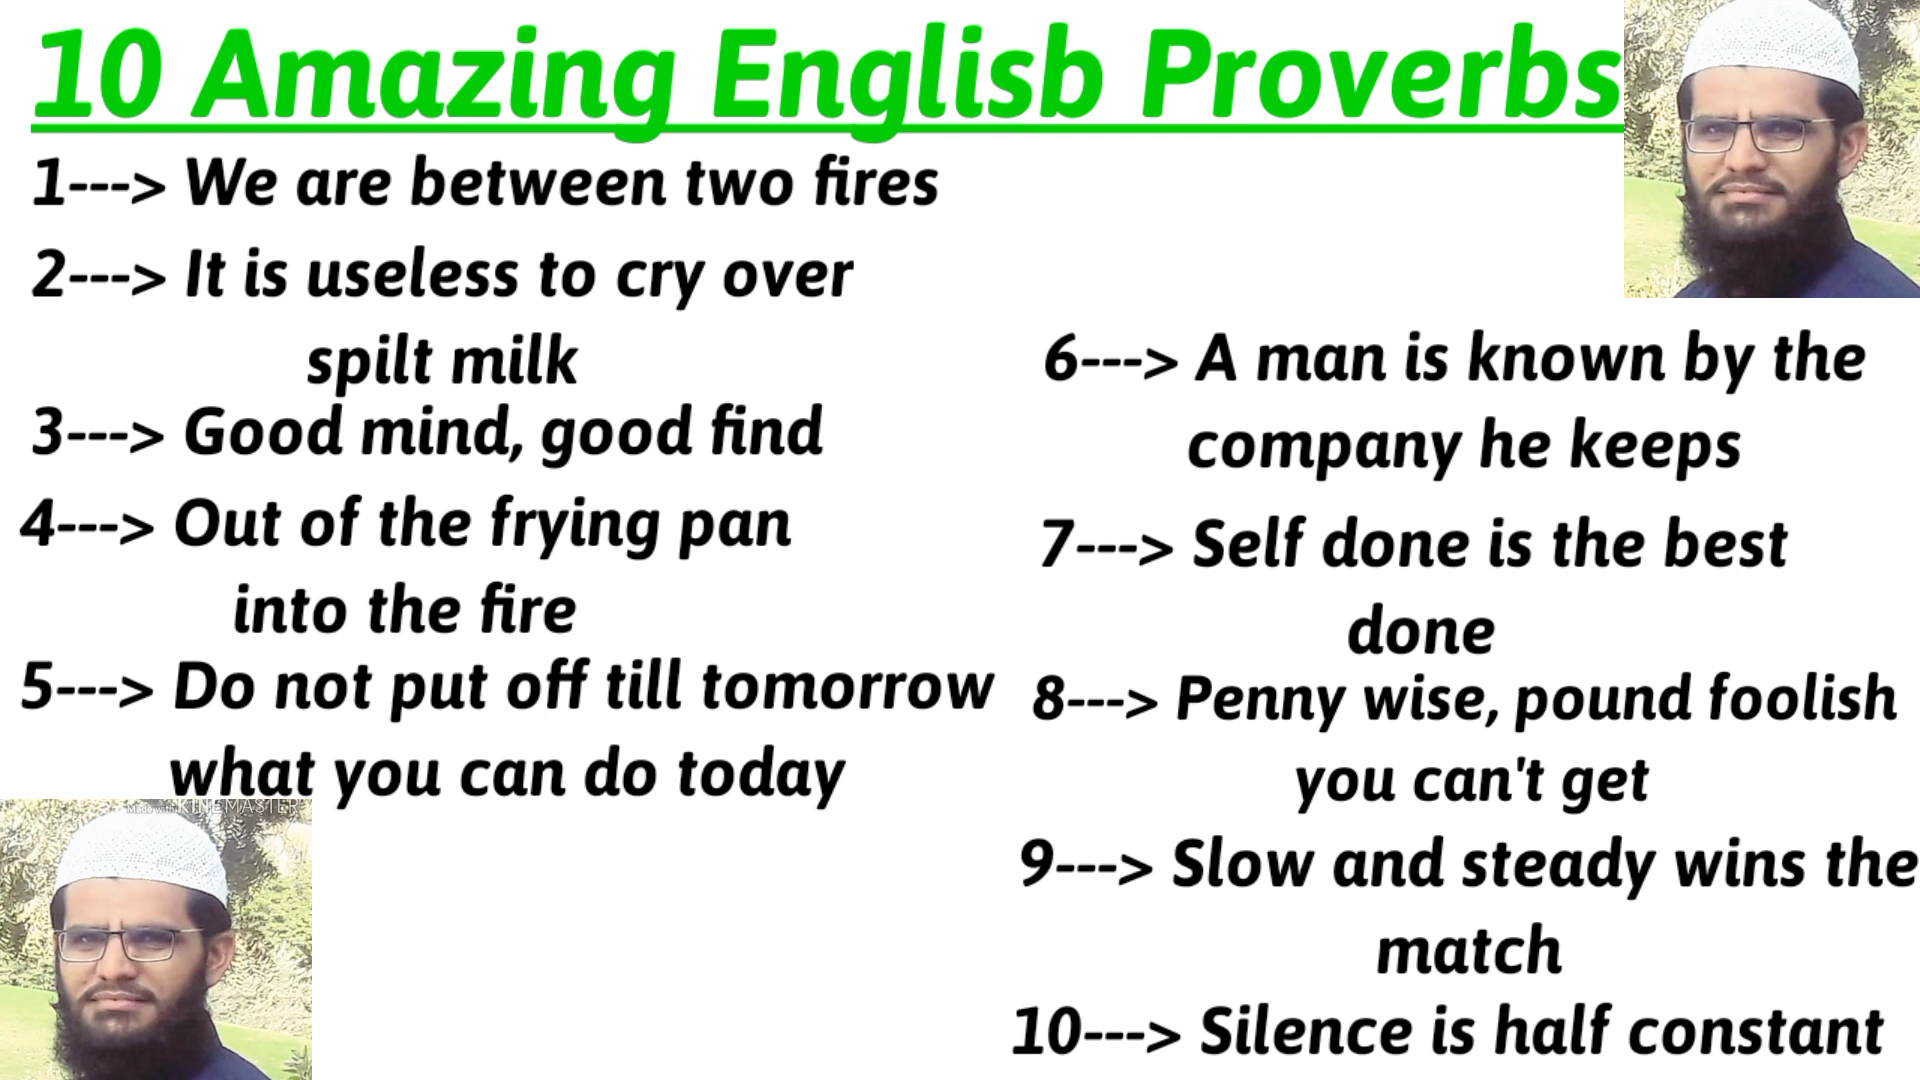 10 Amazing Englisb Proverbs
1---> We are between two fires
2---> It is useless to cry over
spilt milk
3---> Good mind, good find
4---> Out of the frying pan
into the fire
5---> Do not put off till tomorrow
what you can do today
6---> A man is known by the
company he keeps
7---> Self done is the best
done
8---> Penny wise, pound foolish
you can't get
9---> Slow and steady wins the
match
10---> Silence is half constant
Made with KINEMASTER